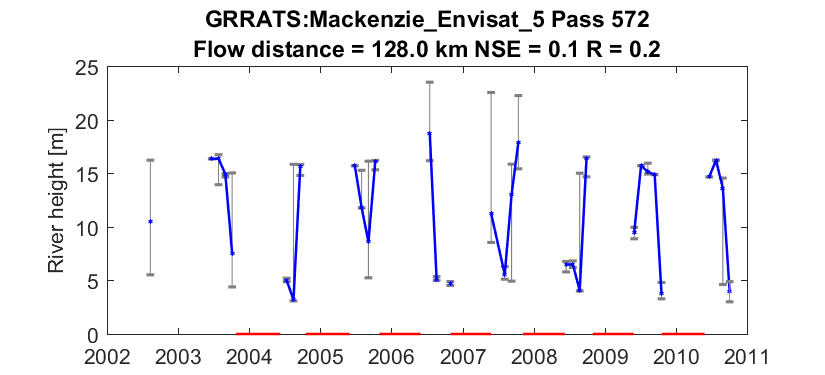 GRRATS:Mackenzie_Envisat_5 Pass 572
Flow distance = 128.0 km NSE = 0.1 R = 0.2
River height [m]
25
20
15
10
5
0
2002 2003 2004 2005 2006 2007 2008 2009 2010 2011